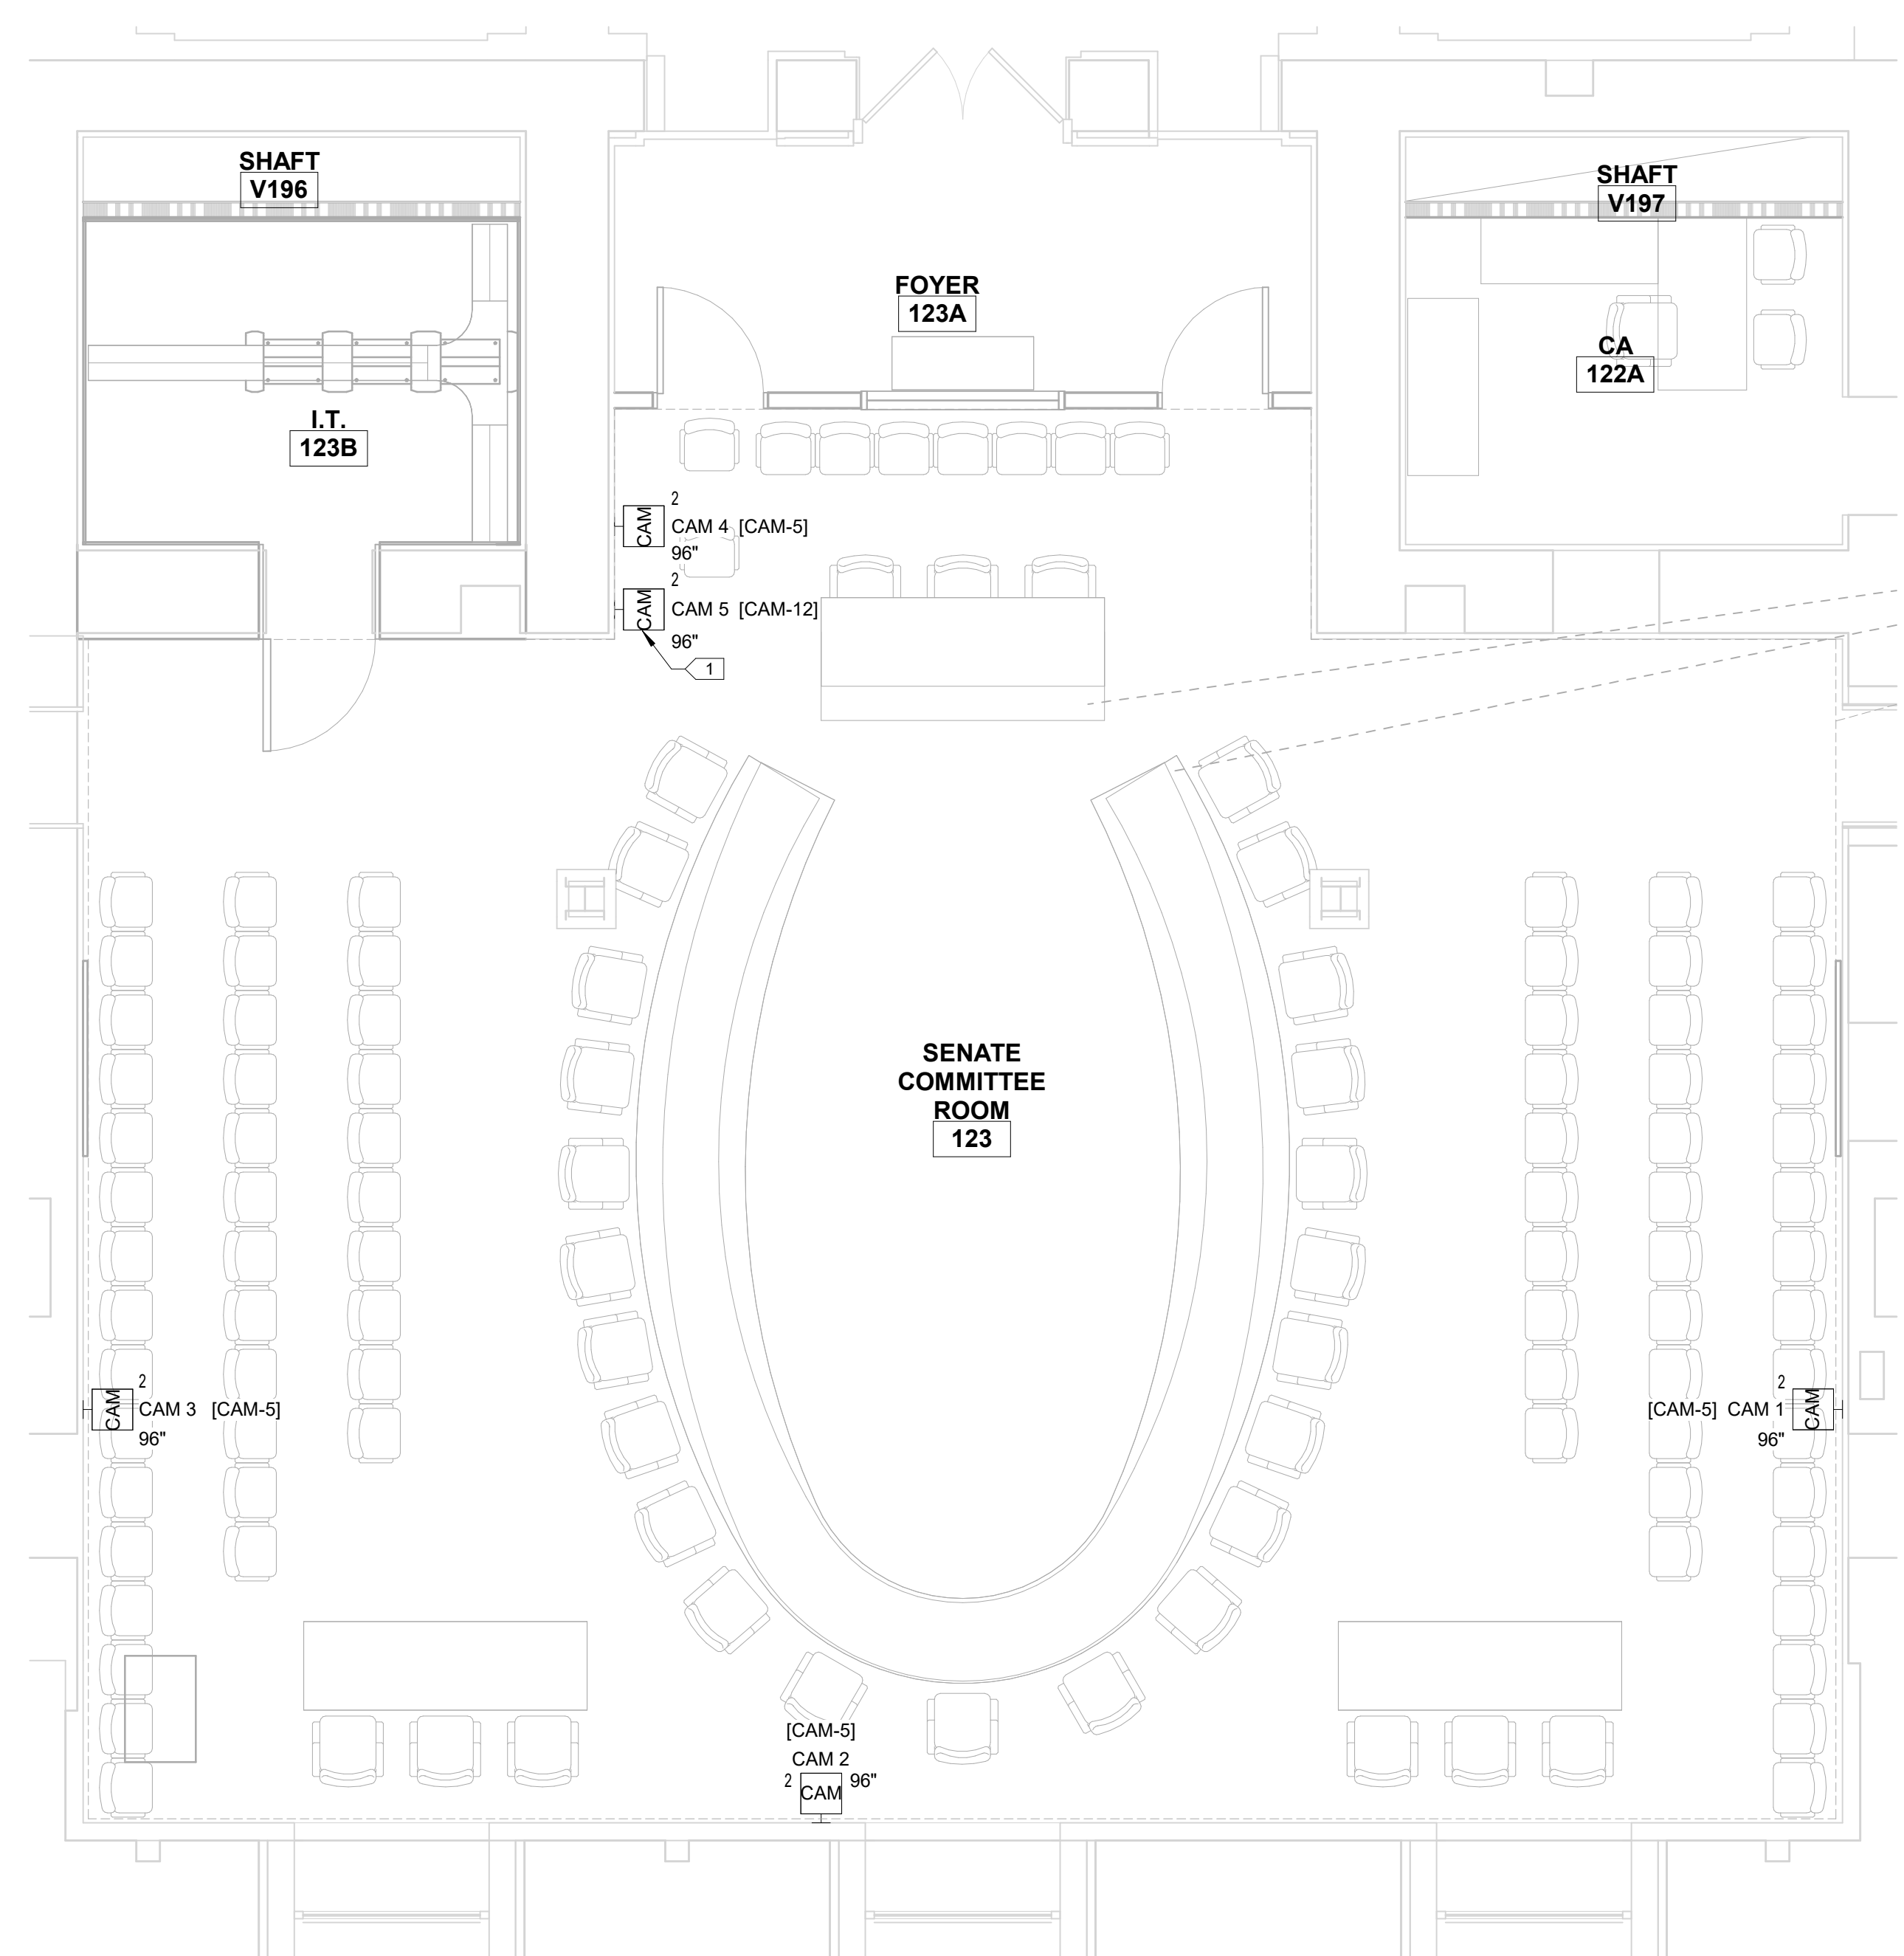 SHAFT
V196
SHAFT
V197
FOYER
123A
CA
122A
I.T.
123B
2
CAM
CAM 4 [CAM-5]
96"
2
CAM
CAM 5 [CAM-12]
96"
1
SENATE
COMMITTEE
ROOM
123
2
CAM
CAM 3 [CAM-5]
96"
2
[CAM-5] CAM 1
CAM
96"
[CAM-5]
CAM 2
2
CAM
96"